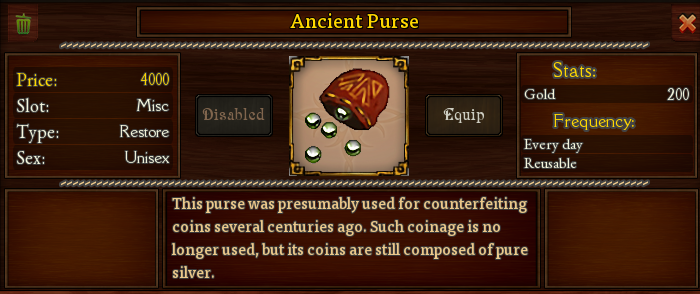 Ancient Purse
Price: 4000
Slot: Misc
Type: Restore
Sex: Unisex
Disabled
Equip
Stats:
Gold 200
Frequency:
Every day
Reusable
This purse was presumably used for counterfeiting
coins several centuries ago. Such coinage is no
longer used, but its coins are still composed of pure
silver.